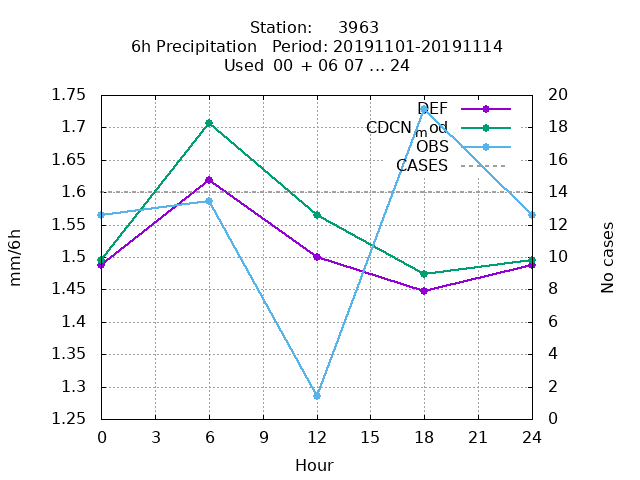 Station: 3963
6h Precipitation Period: 20191101-20191114
Used 00 + 06 07 ... 24
1.75
1.7
1.65
1.6
1.55
1.5
1.45
1.4
1.35
1.3
1.25
20
18
16
14
12
10
8
6
4
2
0
DEF
CDCNmod
OBS
CASES
mm/6h
No cases
0 3 6 9 12 15 18 21 24
Hour